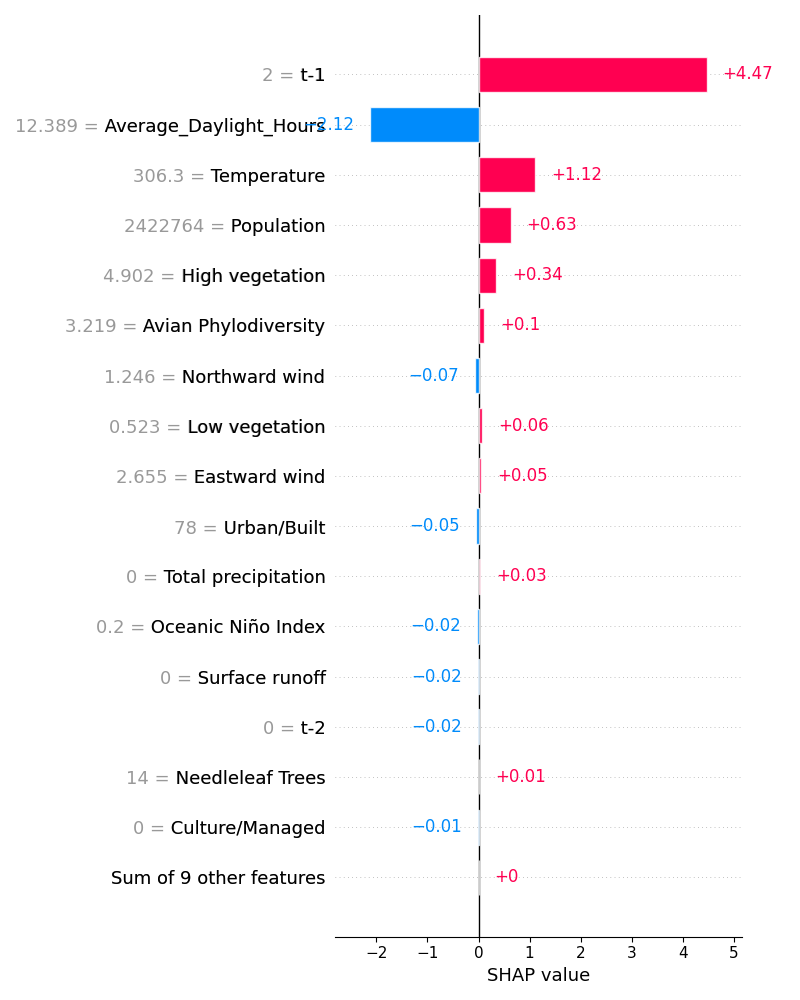 2 = t-1 +4.47
12.389 = Average_Daylight_Hours −2.12
306.3 = Temperature +1.12
2422764 = Population +0.63
4.902 = High vegetation +0.34
3.219 = Avian Phylodiversity +0.1
1.246 = Northward wind −0.07
0.523 = Low vegetation +0.06
2.655 = Eastward wind +0.05
78 = Urban/Built −0.05
0 = Total precipitation +0.03
0.2 = Oceanic Niño Index −0.02
0 = Surface runoff −0.02
0 = t-2 −0.02
14 = Needleleaf Trees +0.01
0 = Culture/Managed −0.01
Sum of 9 other features +0
−2 −1 0 1 2 3 4 5
SHAP value